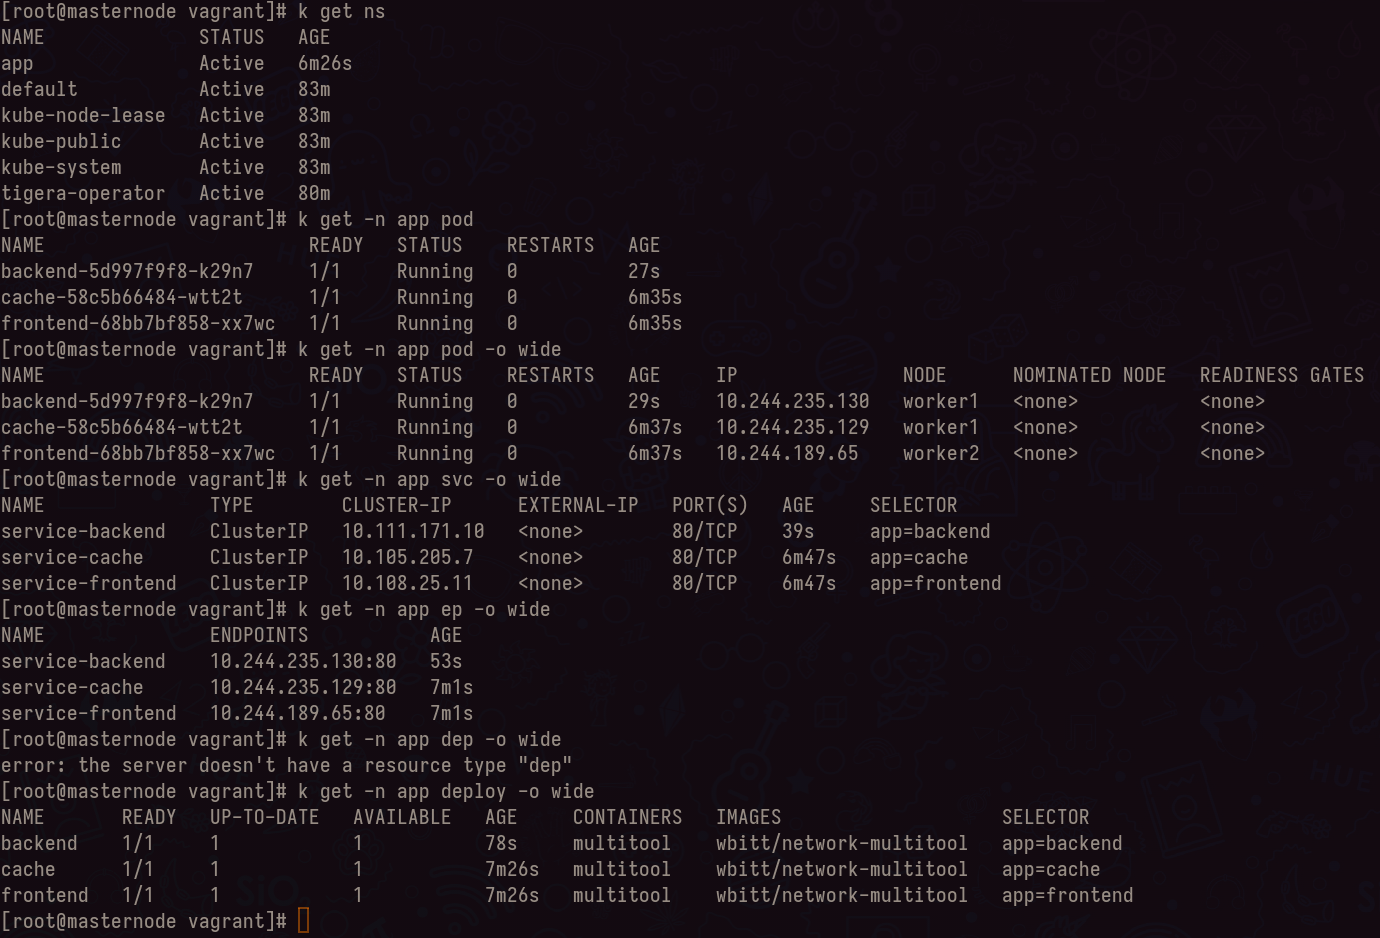 [root@masternode vagrant]# k get ns
NAME              STATUS   AGE
app               Active   6m26s
default           Active   83m
kube-node-lease   Active   83m
kube-public       Active   83m
kube-system       Active   83m
tigera-operator   Active   80m
[root@masternode vagrant]# k get -n app pod
NAME                        READY   STATUS    RESTARTS   AGE
backend-5d997f9f8-k29n7     1/1     Running   0          27s
cache-58c5b66484-wtt2t      1/1     Running   0          6m35s
frontend-68bb7bf858-xx7wc   1/1     Running   0          6m35s
[root@masternode vagrant]# k get -n app pod -o wide
NAME                        READY   STATUS    RESTARTS   AGE     IP               NODE      NOMINATED NODE   READINESS GATES
backend-5d997f9f8-k29n7     1/1     Running   0          29s     10.244.235.130   worker1   <none>           <none>
cache-58c5b66484-wtt2t      1/1     Running   0          6m37s   10.244.235.129   worker1   <none>           <none>
frontend-68bb7bf858-xx7wc   1/1     Running   0          6m37s   10.244.189.65    worker2   <none>           <none>
[root@masternode vagrant]# k get -n app svc -o wide
NAME               TYPE        CLUSTER-IP      EXTERNAL-IP   PORT(S)   AGE     SELECTOR
service-backend    ClusterIP   10.111.171.10   <none>        80/TCP    39s     app=backend
service-cache      ClusterIP   10.105.205.7    <none>        80/TCP    6m47s   app=cache
service-frontend   ClusterIP   10.108.25.11    <none>        80/TCP    6m47s   app=frontend
[root@masternode vagrant]# k get -n app ep -o wide
NAME               ENDPOINTS           AGE
service-backend    10.244.235.130:80   53s
service-cache      10.244.235.129:80   7m1s
service-frontend   10.244.189.65:80    7m1s
[root@masternode vagrant]# k get -n app dep -o wide
error: the server doesn't have a resource type "dep"
[root@masternode vagrant]# k get -n app deploy -o wide
NAME       READY   UP-TO-DATE   AVAILABLE   AGE     CONTAINERS   IMAGES                    SELECTOR
backend    1/1     1            1           78s     multitool    wbitt/network-multitool   app=backend
cache      1/1     1            1           7m26s   multitool    wbitt/network-multitool   app=cache
frontend   1/1     1            1           7m26s   multitool    wbitt/network-multitool   app=frontend
[root@masternode vagrant]#